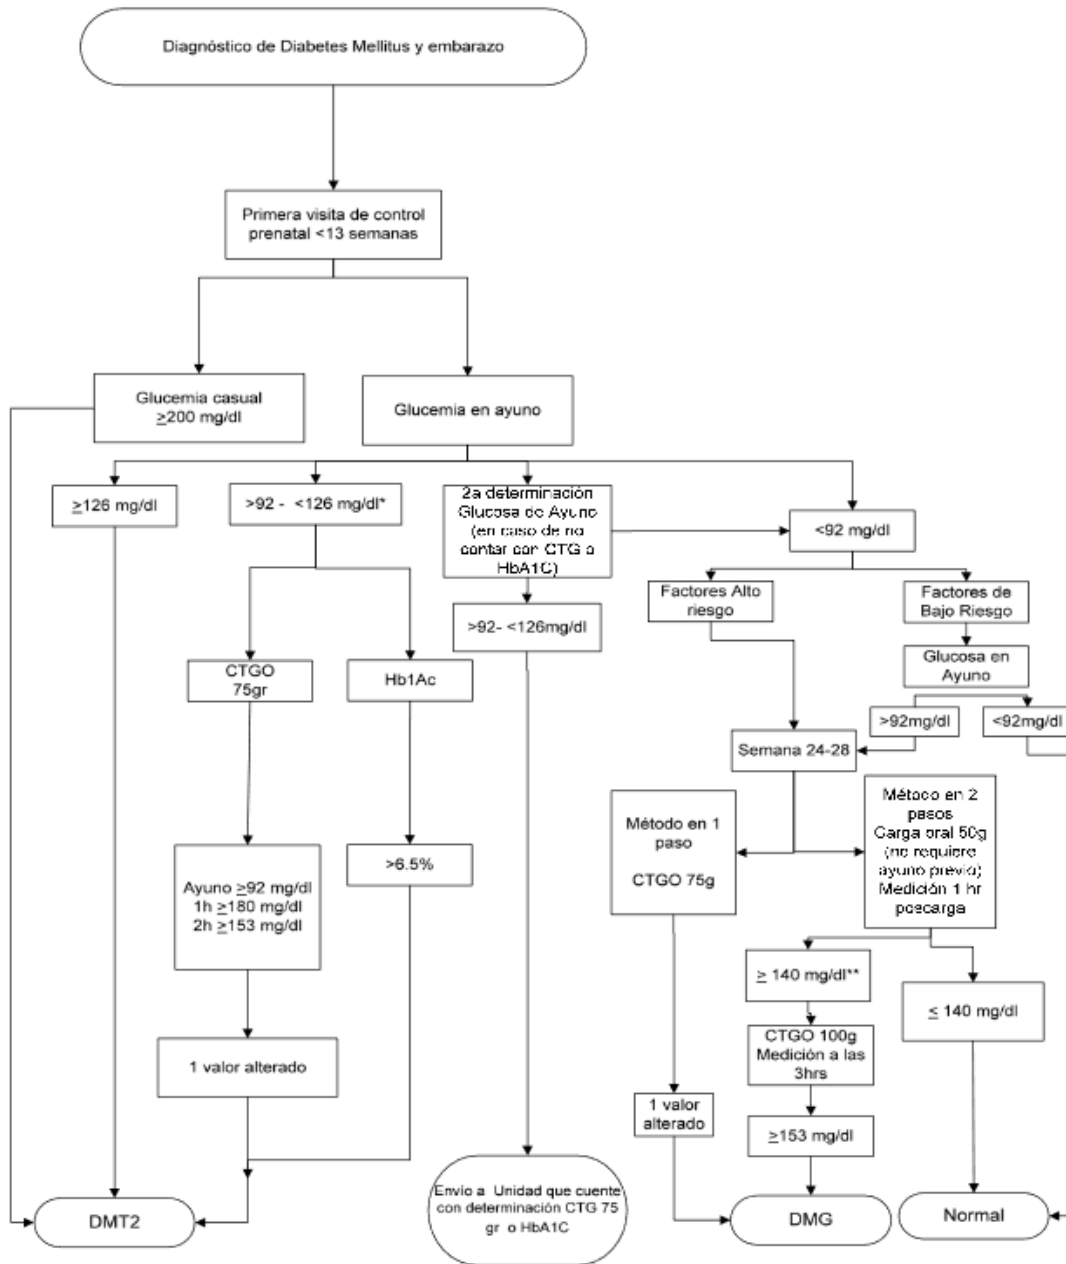 Diagnóstico de Diabetes Mellitus y embarazo
Primera visita de control
prenatal <13 semanas
Glucemia casual
≥200 mg/dl
Glucemia en ayuno
≥126 mg/dl
>92 - <126 mg/dl*
2a determinación
Glucosa de Ayuno
(en caso de no
contar con CTG o
HbA1C)
<92 mg/dl
>92- <126mg/dl
Factores Alto
riesgo
Factores de
Bajo Riesgo
Glucosa en
Ayuno
>92mg/dl
<92mg/dl
CTGO
75gr
Hb1Ac
Semana 24-28
Método en 1
paso
CTGO 75g
Método en 2
pasos
Carga oral 50g
(no requiere
ayuno previo)
Medición 1 hr
poscarga
Ayuno ≥92 mg/dl
1h ≥180 mg/dl
2h ≥153 mg/dl
>6.5%
≥ 140 mg/dl**
≤ 140 mg/dl
CTGO 100g
Medición a las
3hrs
1 valor alterado
1 valor
alterado
≥153 mg/dl
DMT2
Envío a Unidad que cuente
con determinación CTG 75
gr o HbA1C
DMG
Normal